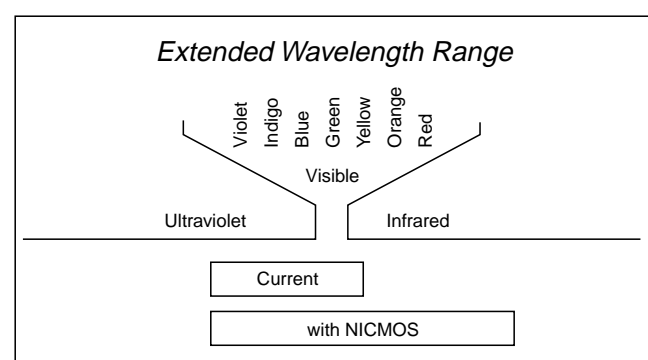 Extended Wavelength Range
Violet
Indigo
Blue
Green
Yellow
Orange
Red
Visible
Ultraviolet
Infrared
Current
with NICMOS